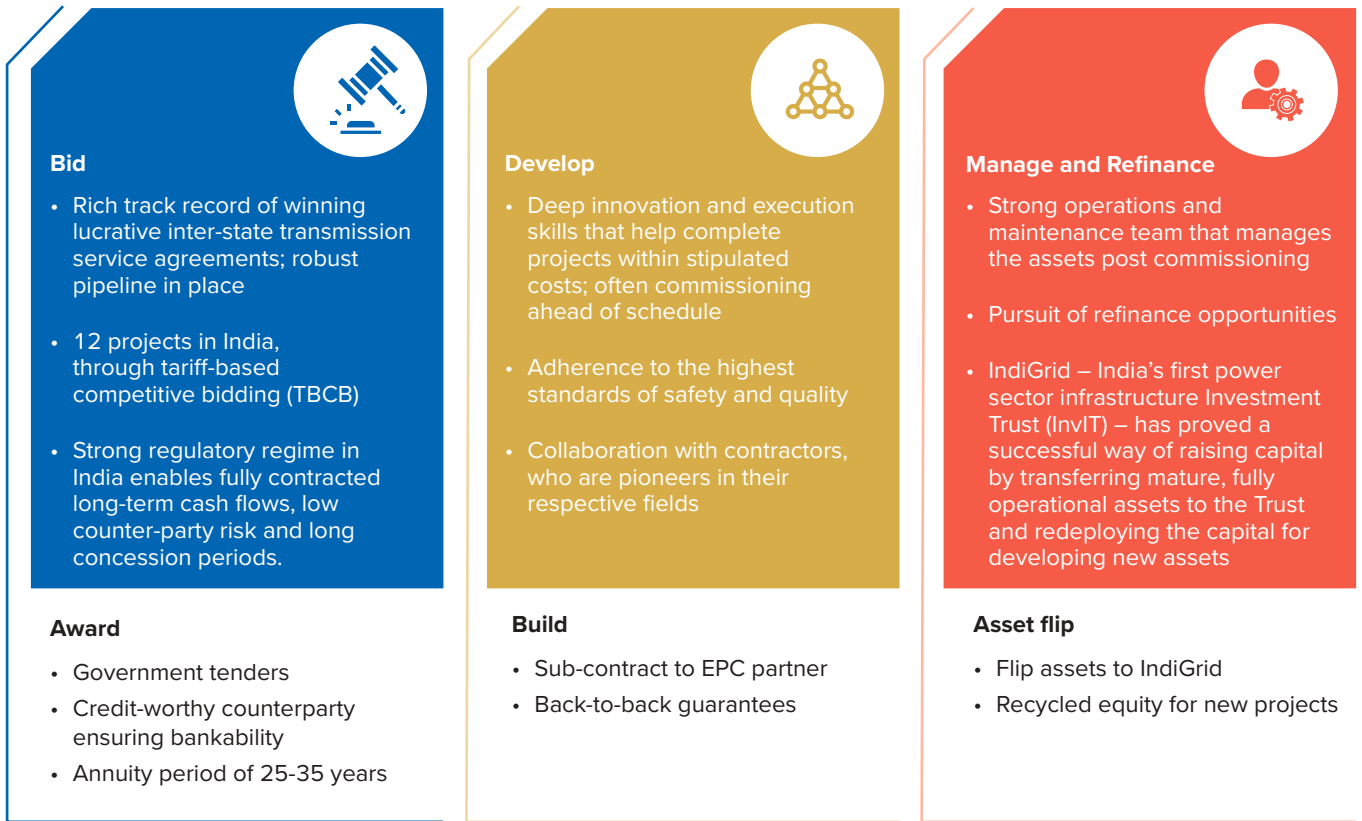 Bid
• Rich track record of winning
lucrative inter-state transmission
service agreements; robust
pipeline in place
• 12 projects in India,
through tariff-based
competitive bidding (TBCB)
• Strong regulatory regime in
India enables fully contracted
long-term cash flows, low
counter-party risk and long
concession periods.
Award
• Government tenders
• Credit-worthy counterparty
ensuring bankability
• Annuity period of 25-35 years
Develop
• Deep innovation and execution
skills that help complete
projects within stipulated
costs; often commissioning
ahead of schedule
• Adherence to the highest
standards of safety and quality
• Collaboration with contractors,
who are pioneers in their
respective fields
Build
• Sub-contract to EPC partner
• Back-to-back guarantees
Manage and Refinance
• Strong operations and
maintenance team that manages
the assets post commissioning
• Pursuit of refinance opportunities
• IndiGrid – India’s first power
sector infrastructure Investment
Trust (InvIT) – has proved a
successful way of raising capital
by transferring mature, fully
operational assets to the Trust
and redeploying the capital for
developing new assets
Asset flip
• Flip assets to IndiGrid
• Recycled equity for new projects